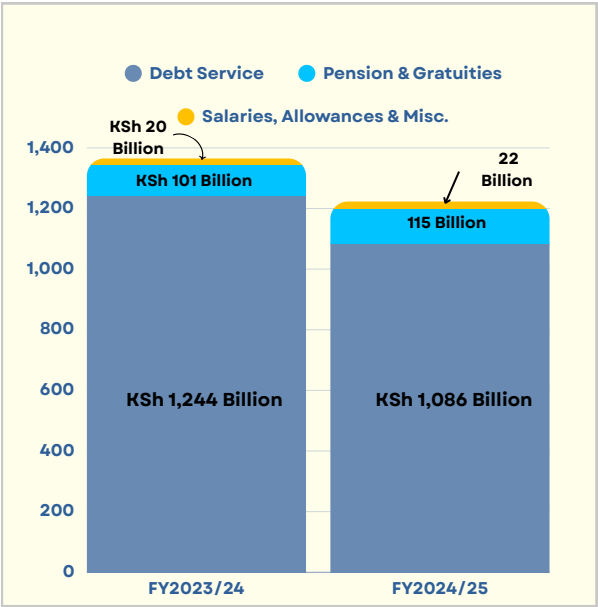 Debt Service
Pension & Gratuities
Salaries, Allowances & Misc.
KSh 20
Billion
22
Billion
1,400
1,200
1,000
800
600
400
200
0
KSh 101 Billion
115 Billion
KSh 1,244 Billion
KSh 1,086 Billion
FY2023/24
FY2024/25